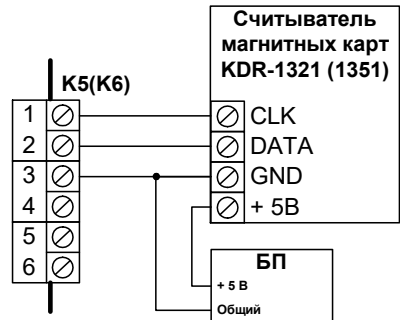 Считыватель
магнитных карт
KDR-1321 (1351)
K5(K6)
1
CLK
2
DATA
3
GND
4
+ 5В
5
6
БП
+ 5 В
Общий